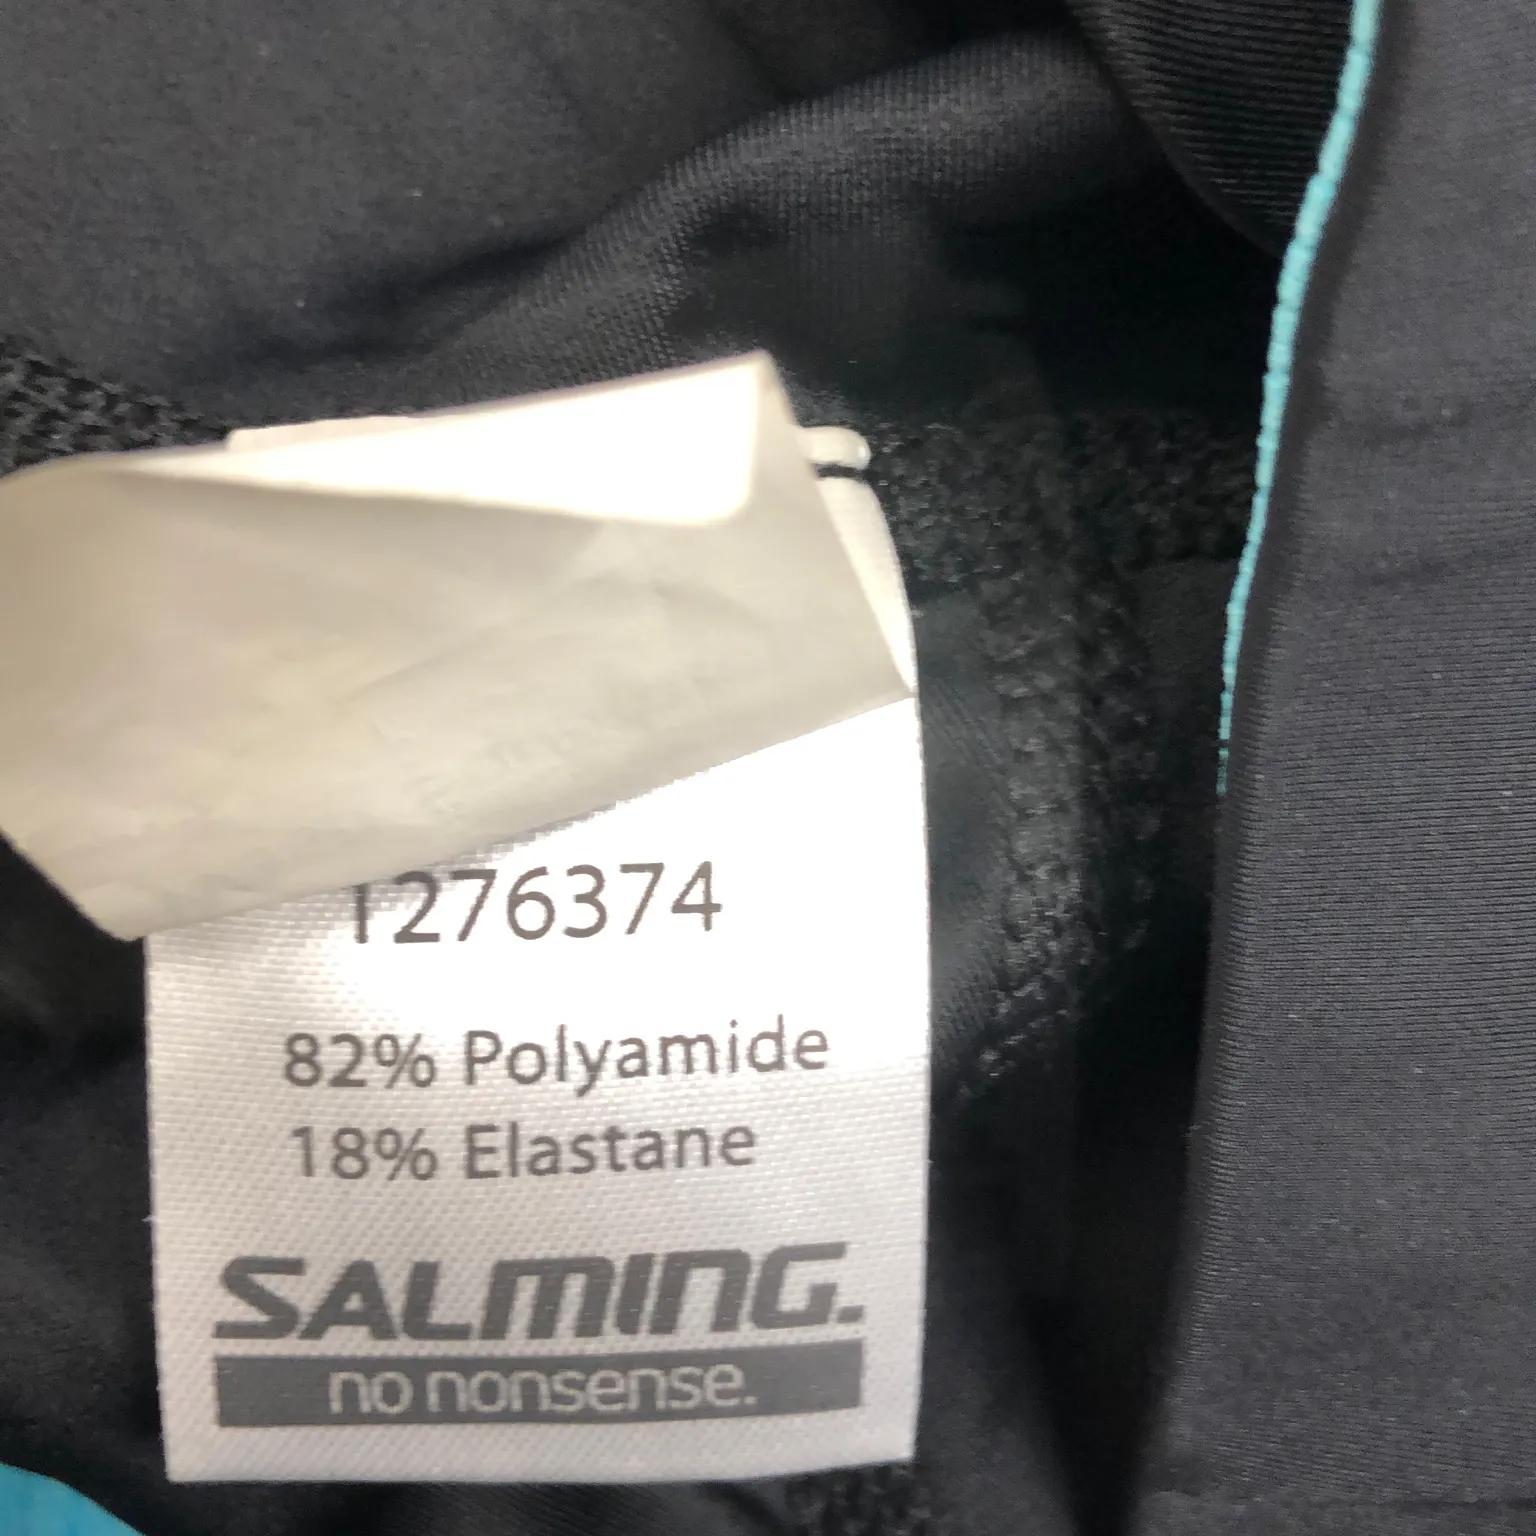 1276374
82% Polyamide
18% Elastane
SALMING.
no nonsense.